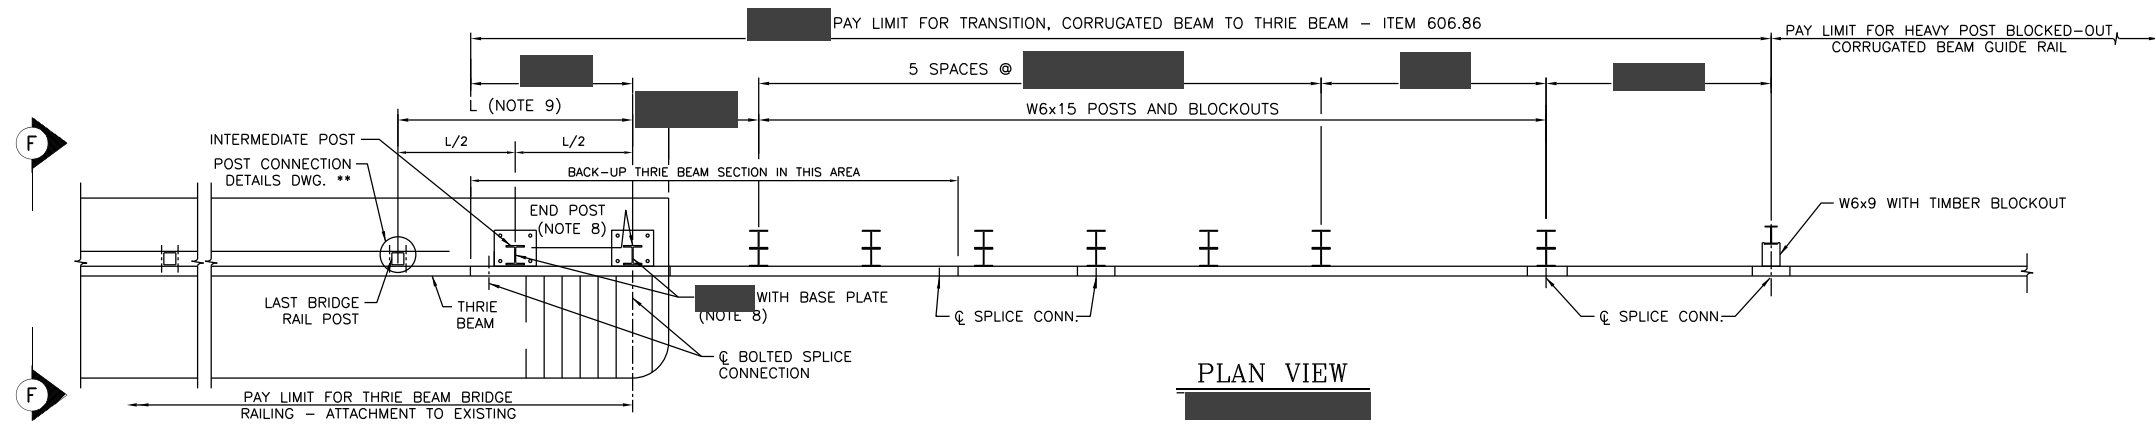 PAY LIMIT FOR TRANSITION, CORRUGATED BEAM TO THRIE BEAM – ITEM 606.86
PAY LIMIT FOR HEAVY POST BLOCKED–OUT
CORRUGATED BEAM GUIDE RAIL
5 SPACES @
L (NOTE 9)
W6x15 POSTS AND BLOCKOUTS
F
INTERMEDIATE POST
L/2
L/2
POST CONNECTION
DETAILS DWG. **
BACK–UP THRIE BEAM SECTION IN THIS AREA
END POST
(NOTE 8)
W6x9 WITH TIMBER BLOCKOUT
LAST BRIDGE
RAIL POST
THRIE
BEAM
WITH BASE PLATE
(NOTE 8)
℄ SPLICE CONN.
℄ SPLICE CONN.
℄ BOLTED SPLICE
CONNECTION
PLAN VIEW
F
PAY LIMIT FOR THRIE BEAM BRIDGE
RAILING – ATTACHMENT TO EXISTING